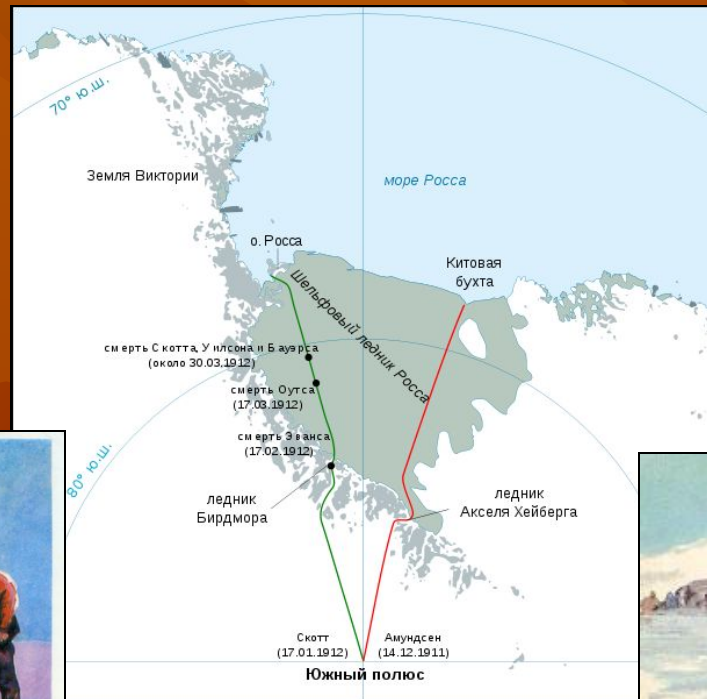 70° ю.ш.
Земля Виктории
море Росса
о. Росса
Китовая
бухта
Шельфовый ледник Росса
смерть Скотта, Уилсона и Бауэрса
(около 30.03.1912)
смерть Оутса
(17.03.1912)
смерть Эванса
(17.02.1912)
80° ю.ш.
ледник
Бирдмора
ледник
Акселя Хейберга
Скотт
(17.01.1912)
Амундсен
(14.12.1911)
Южный полюс